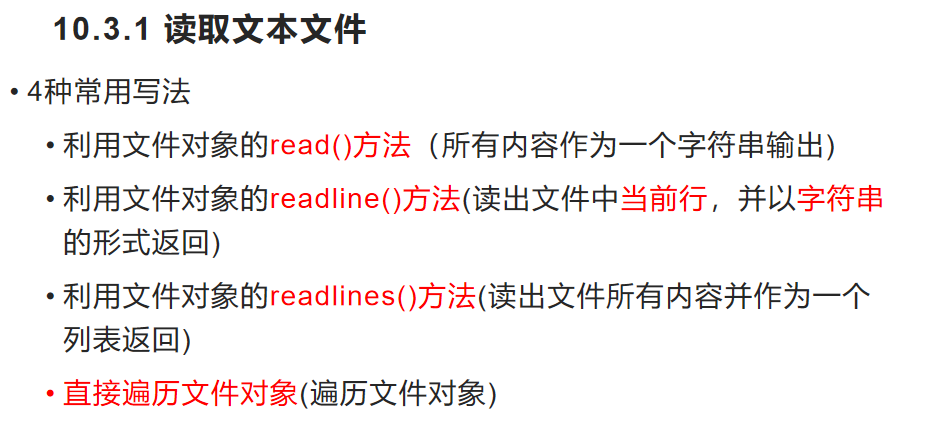 10.3.1 读取文本文件
• 4种常用写法
• 利用文件对象的read()方法（所有内容作为一个字符串输出)
• 利用文件对象的readline()方法(读出文件中当前行，并以字符串
的形式返回)
• 利用文件对象的readlines()方法(读出文件所有内容并作为一个
列表返回)
• 直接遍历文件对象(遍历文件对象)